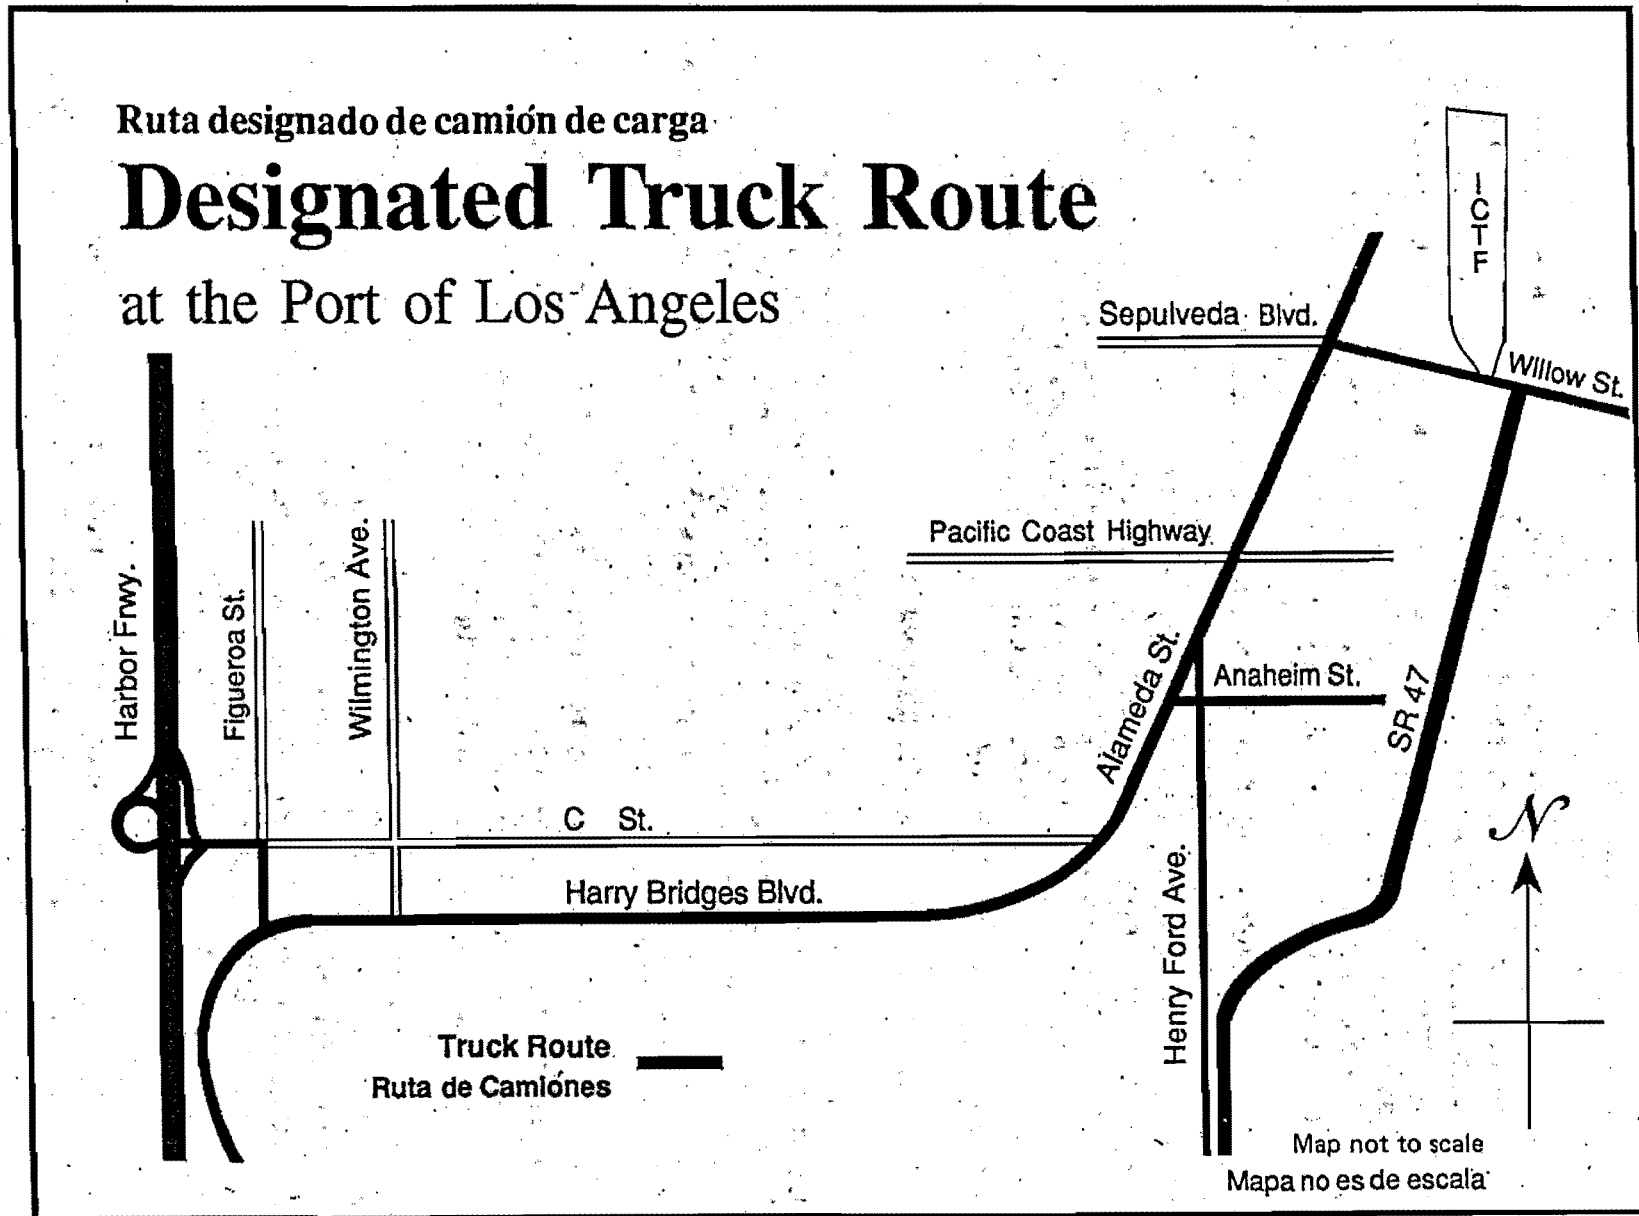 Ruta designado de camión de carga
Designated Truck Route
at the Port of Los Angeles
I
C
T
F
Sepulveda Blvd.
Willow St.
Pacific Coast Highway
Harbor Frwy.
Figueroa St.
Wilmington Ave.
Alameda St.
Anaheim St.
SR 47
C St.
Harry Bridges Blvd.
Henry Ford Ave.
N
Truck Route
Ruta de Camiónes
Map not to scale
Mapa no es de escala